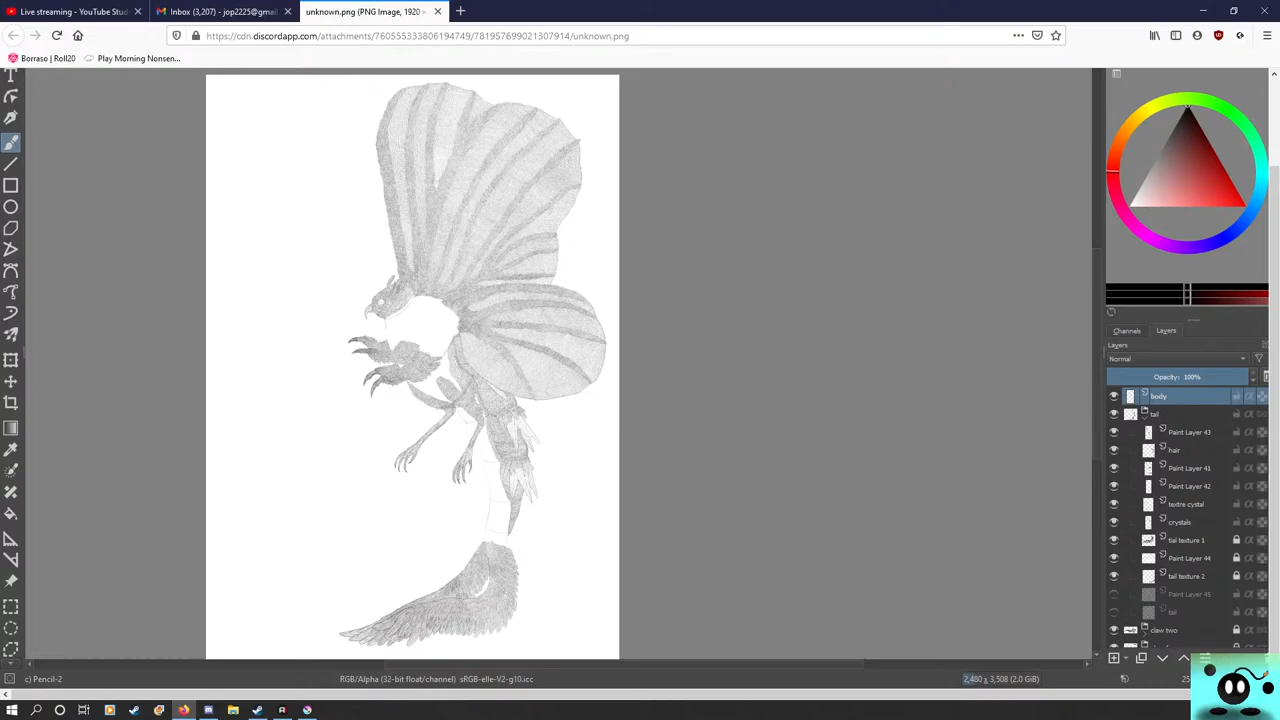 Live streaming - YouTube Stud
Inbox (3,207) - jop2225@gmail
unknown.png (PNG Image, 1920
https://cdn.discordapp.com/attachments/760555333806194749/781957699021307914/unknown.png
Borraso | Roll20
Play Morning Nonsen...
Channels
Layers
Layers
Normal
Opacity: 100%
body
tail
Paint Layer 43
hair
Paint Layer 41
Paint Layer 42
textre cystal
crystals
tial texture 1
Paint Layer 44
tail texture 2
Paint Layer 45
tail
claw two
c) Pencil-2
RGB/Alpha (32-bit float/channel) sRGB-elle-V2-g10.icc
2,480 x 3,508 (2.0 GiB)
25